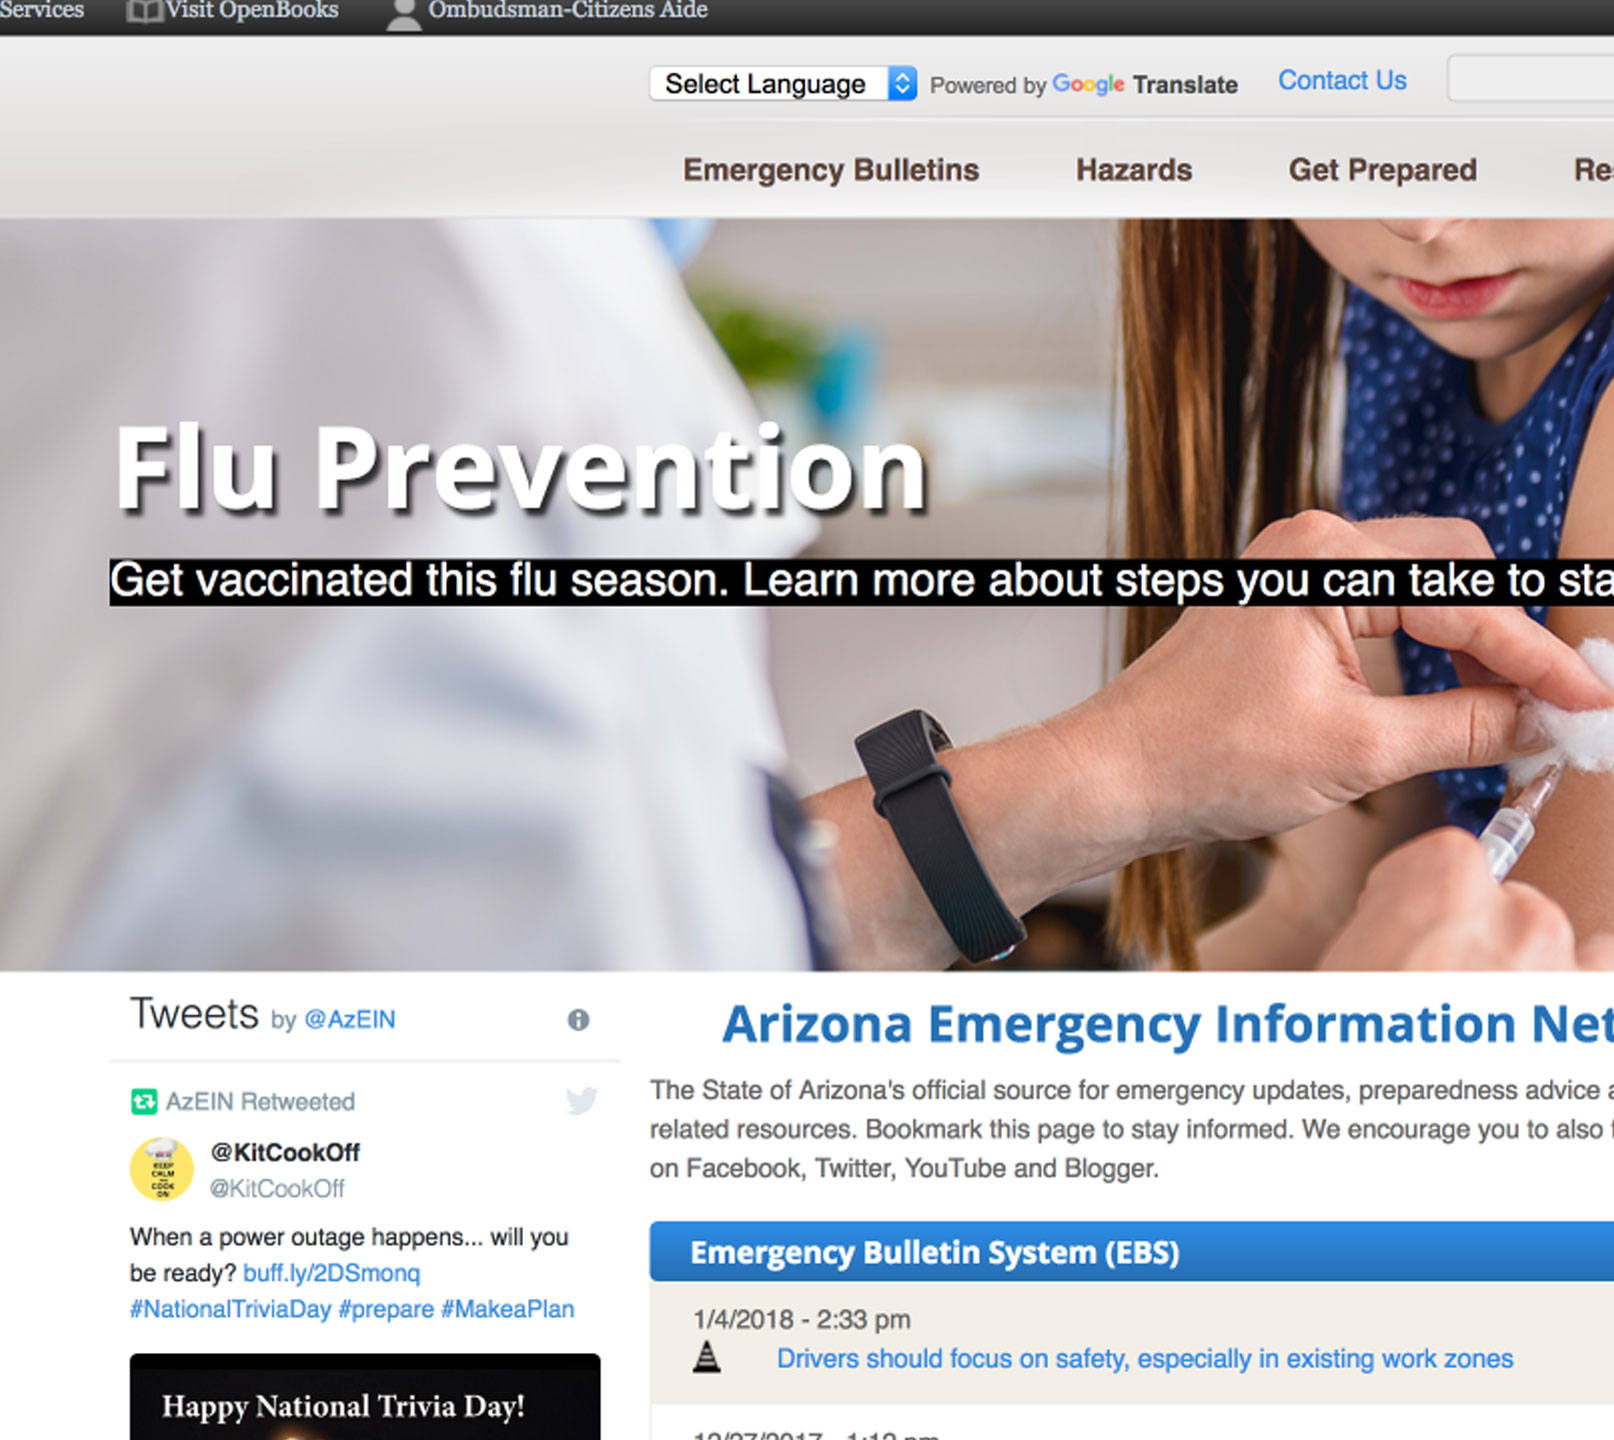 Services Visit OpenBooks Ombudsman-Citizens Aide
Select Language Powered by Google Translate Contact Us
Emergency Bulletins Hazards Get Prepared
Flu Prevention
Get vaccinated this flu season. Learn more about steps you can take to
Tweets by @AzEIN
AzEIN Retweeted
@KitCookOff
@KitCookOff
KEEP
CALM
COOK
ON
When a power outage happens... will you
be ready? buff.ly/2DSmonq
#NationalTriviaDay #prepare #MakeaPlan
Happy National Trivia Day!
Arizona Emergency Information Net
The State of Arizona's official source for emergency updates, preparedness advice
related resources. Bookmark this page to stay informed. We encourage you to also
on Facebook, Twitter, YouTube and Blogger.
Emergency Bulletin System (EBS)
1/4/2018 - 2:33 pm
Drivers should focus on safety, especially in existing work zones